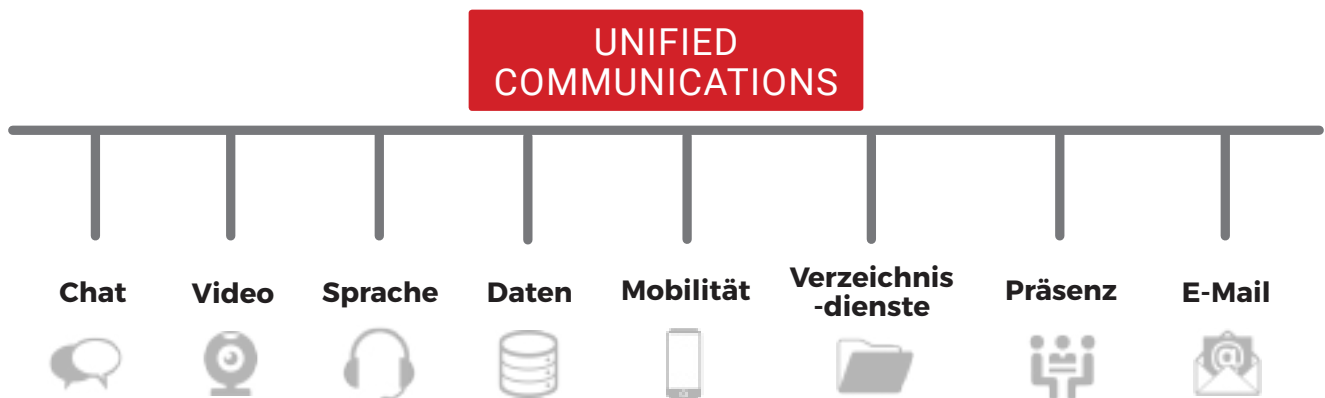 UNIFIED
COMMUNICATIONS
Chat
Video
Sprache
Daten
Mobilität
Verzeichnis
-dienste
Präsenz
E-Mail
@